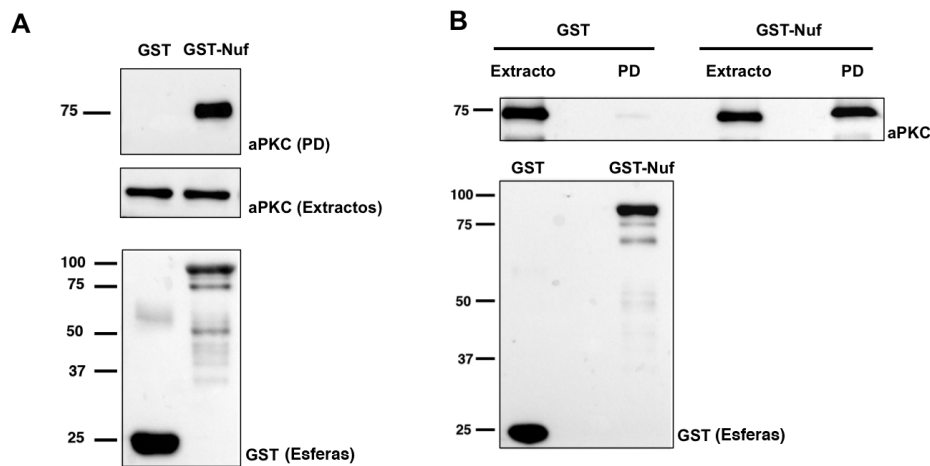 A
GST GST-Nuf
75
aPKC (PD)
aPKC (Extractos)
100
75
50
37
25
GST (Esferas)
B
GST GST-Nuf
Extracto PD Extracto PD
75
aPKC
GST GST-Nuf
100
75
50
37
25
GST (Esferas)